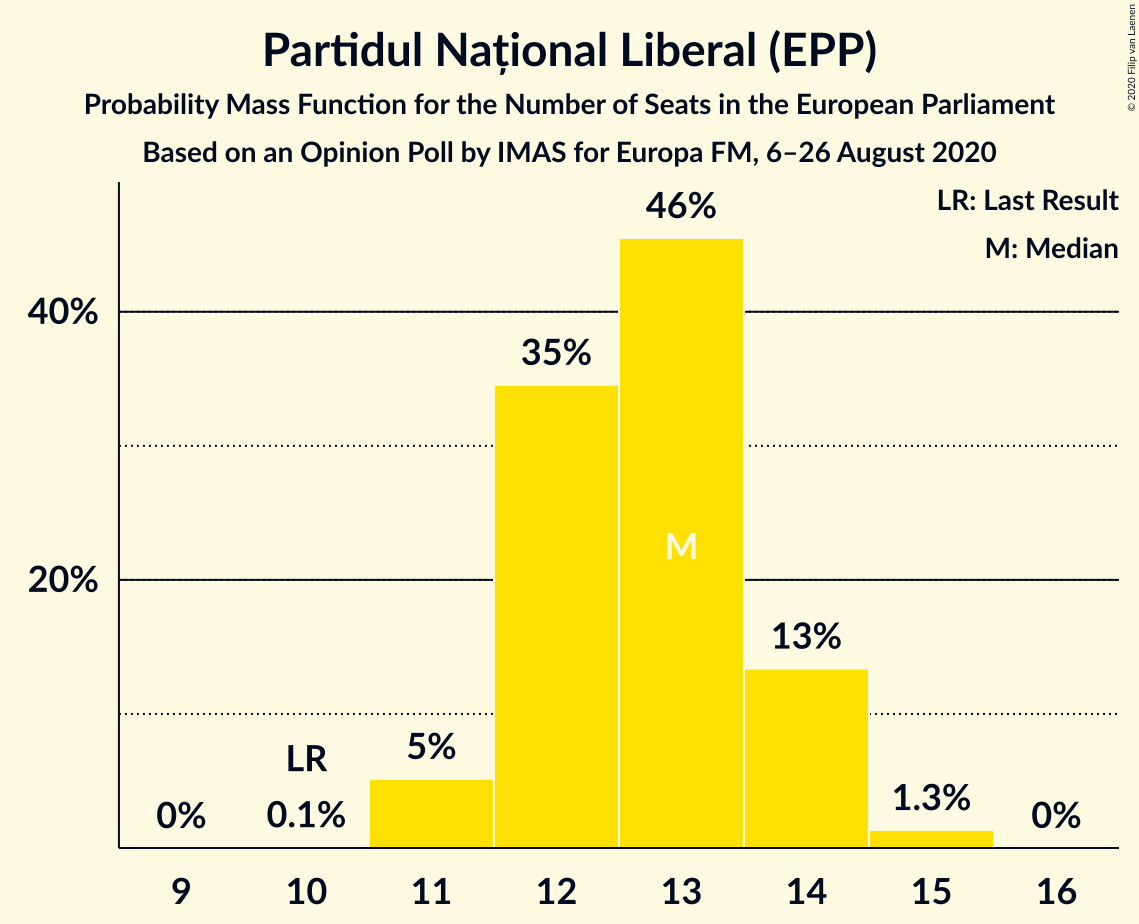 Partidul Național Liberal (EPP)
Probability Mass Function for the Number of Seats in the European Parliament
Based on an Opinion Poll by IMAS for Europa FM, 6–26 August 2020
© 2020 Filip van Laenen
LR: Last Result
M: Median
46%
40%
35%
M
20%
13%
5%
LR
1.3%
0%
0.1%
0%
9 10 11 12 13 14 15 16